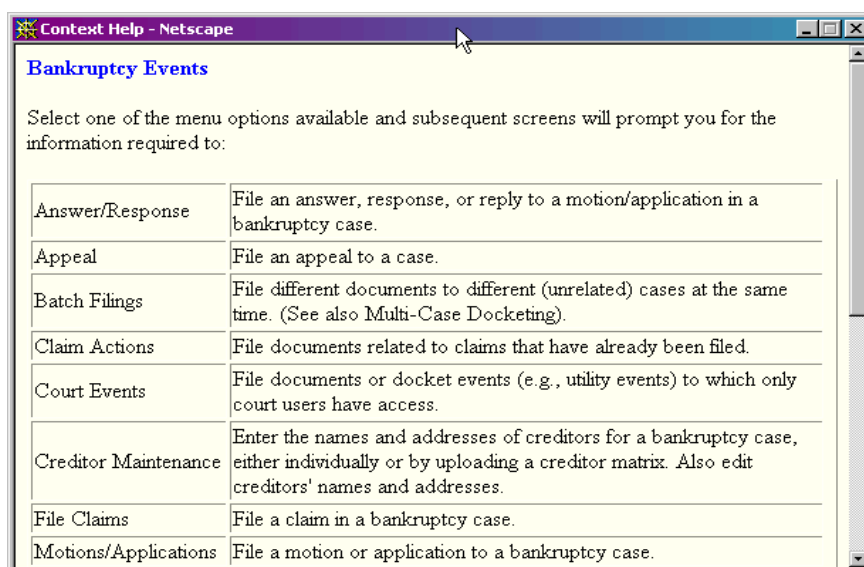 Context Help - Netscape
Bankruptcy Events
Select one of the menu options available and subsequent screens will prompt you for the
information required to:
Answer/Response
File an answer, response, or reply to a motion/application in a
bankruptcy case.
Appeal
File an appeal to a case.
Batch Filings
File different documents to different (unrelated) cases at the same
time. (See also Multi-Case Docketing).
Claim Actions
File documents related to claims that have already been filed.
Court Events
File documents or docket events (e.g., utility events) to which only
court users have access.
Creditor Maintenance
Enter the names and addresses of creditors for a bankruptcy case,
either individually or by uploading a creditor matrix. Also edit
creditors' names and addresses.
File Claims
File a claim in a bankruptcy case.
Motions/Applications
File a motion or application to a bankruptcy case.